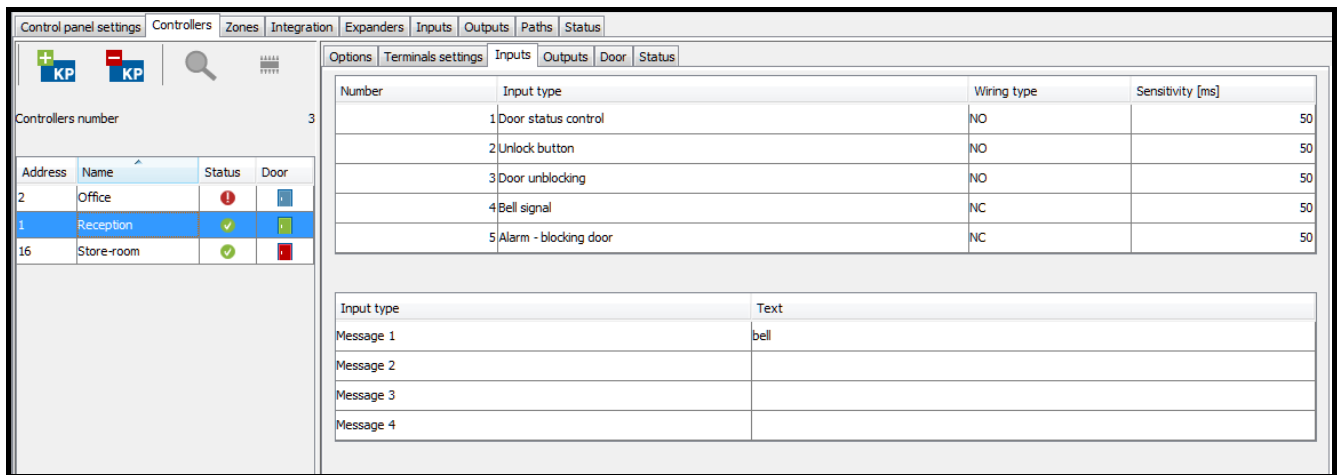 Control panel settings Controllers Zones Integration Expanders Inputs Outputs Paths Status
KP KP
Controllers number 3
Address Name Status Door
2 Office
1 Reception
16 Store-room
Options Terminals settings Inputs Outputs Door Status
Number Input type Wiring type Sensitivity [ms]
1 Door status control NO 50
2 Unlock button NO 50
3 Door unblocking NO 50
4 Bell signal NC 50
5 Alarm - blocking door NC 50
Input type Text
Message 1 bell
Message 2
Message 3
Message 4